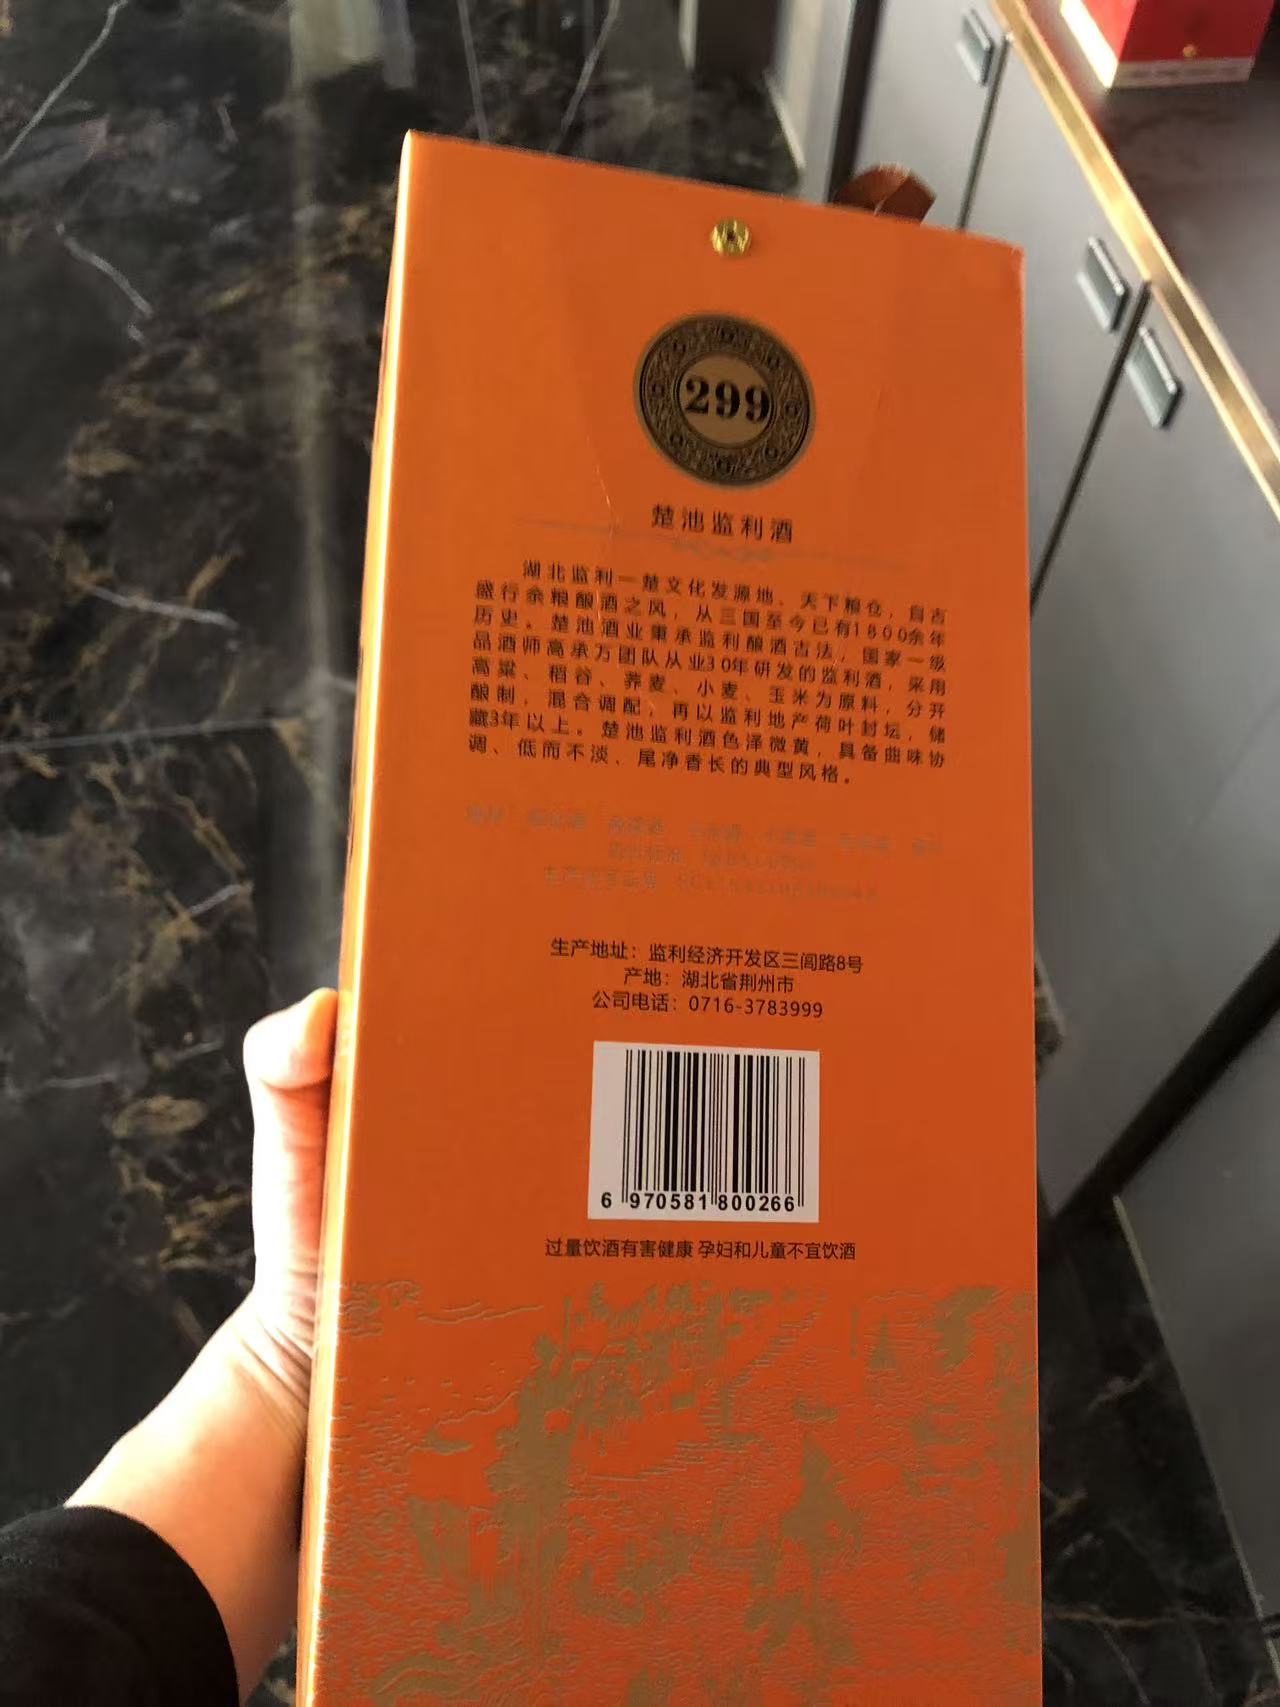 299
楚池监利酒
湖北监利一楚文化发源地、天下粮仓，自古
盛行余粮酿酒之风，从三国至今已有1800余年
历史。楚池酒业秉承监利酿酒古法，国家一级
品酒师高承万团队从业30年研发的监利酒，采用
高粱、稻谷、荞麦、小麦、玉米为原料，分开
酿制，混合调配，再以监利地产荷叶封坛，储
藏3年以上。楚池监利酒色泽微黄，具备曲味协
调、低而不淡、尾净香长的典型风格。
生产地址：监利经济开发区三闾路8号
产地：湖北省荆州市
公司电话：0716-3783999
6 970581 800266
过量饮酒有害健康 孕妇和儿童不宜饮酒